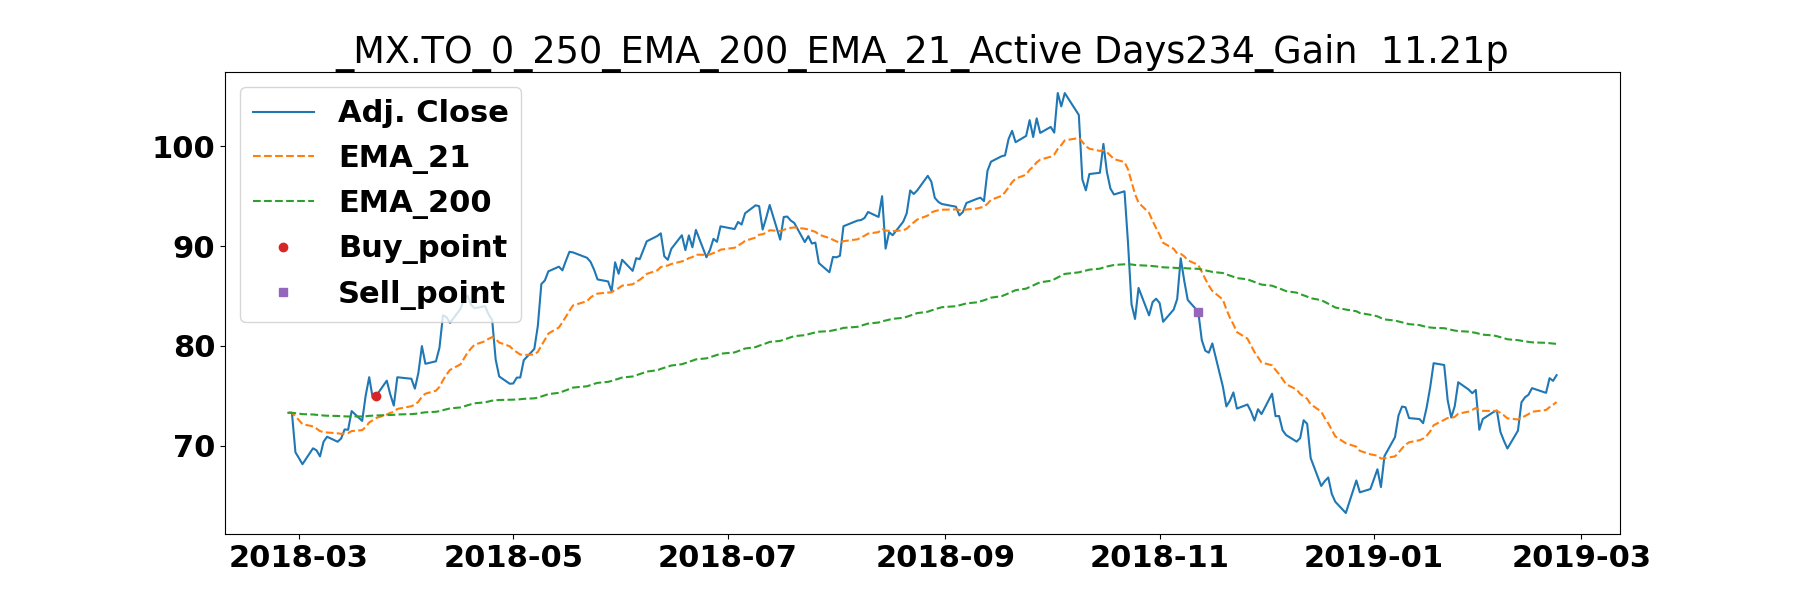 _MX.TO_0_250_EMA_200_EMA_21_Active Days234_Gain  11.21p
Adj. Close
EMA_21
EMA_200
Buy_point
Sell_point
100
90
80
70
2018-03 2018-05 2018-07 2018-09 2018-11 2019-01 2019-03